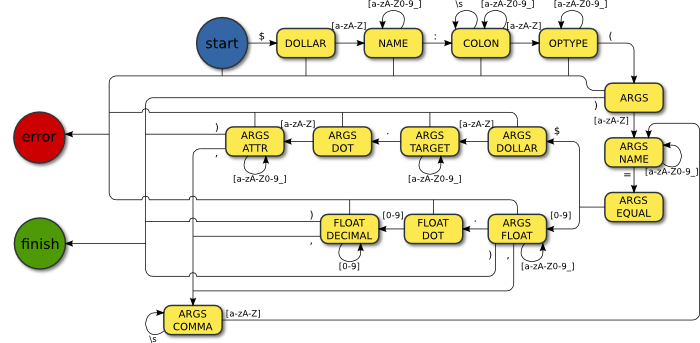 [a-zA-Z0-9_]
\s
[a-zA-Z0-9_]
[a-zA-Z0-9_]
start
$
DOLLAR
[a-zA-Z]
NAME
:
COLON
[a-zA-Z]
OPTYPE
(
ARGS
)
[a-zA-Z]
error
)
,
ARGS
ATTR
[a-zA-Z]
ARGS
DOT
.
ARGS
TARGET
[a-zA-Z]
ARGS
DOLLAR
$
ARGS
NAME
[a-zA-Z0-9_]
[a-zA-Z0-9_]
[a-zA-Z0-9_]
=
ARGS
EQUAL
finish
)
,
FLOAT
DECIMAL
[0-9]
FLOAT
DOT
.
ARGS
FLOAT
[0-9]
[0-9]
)
,
[a-zA-Z0-9_]
ARGS
COMMA
[a-zA-Z]
\s